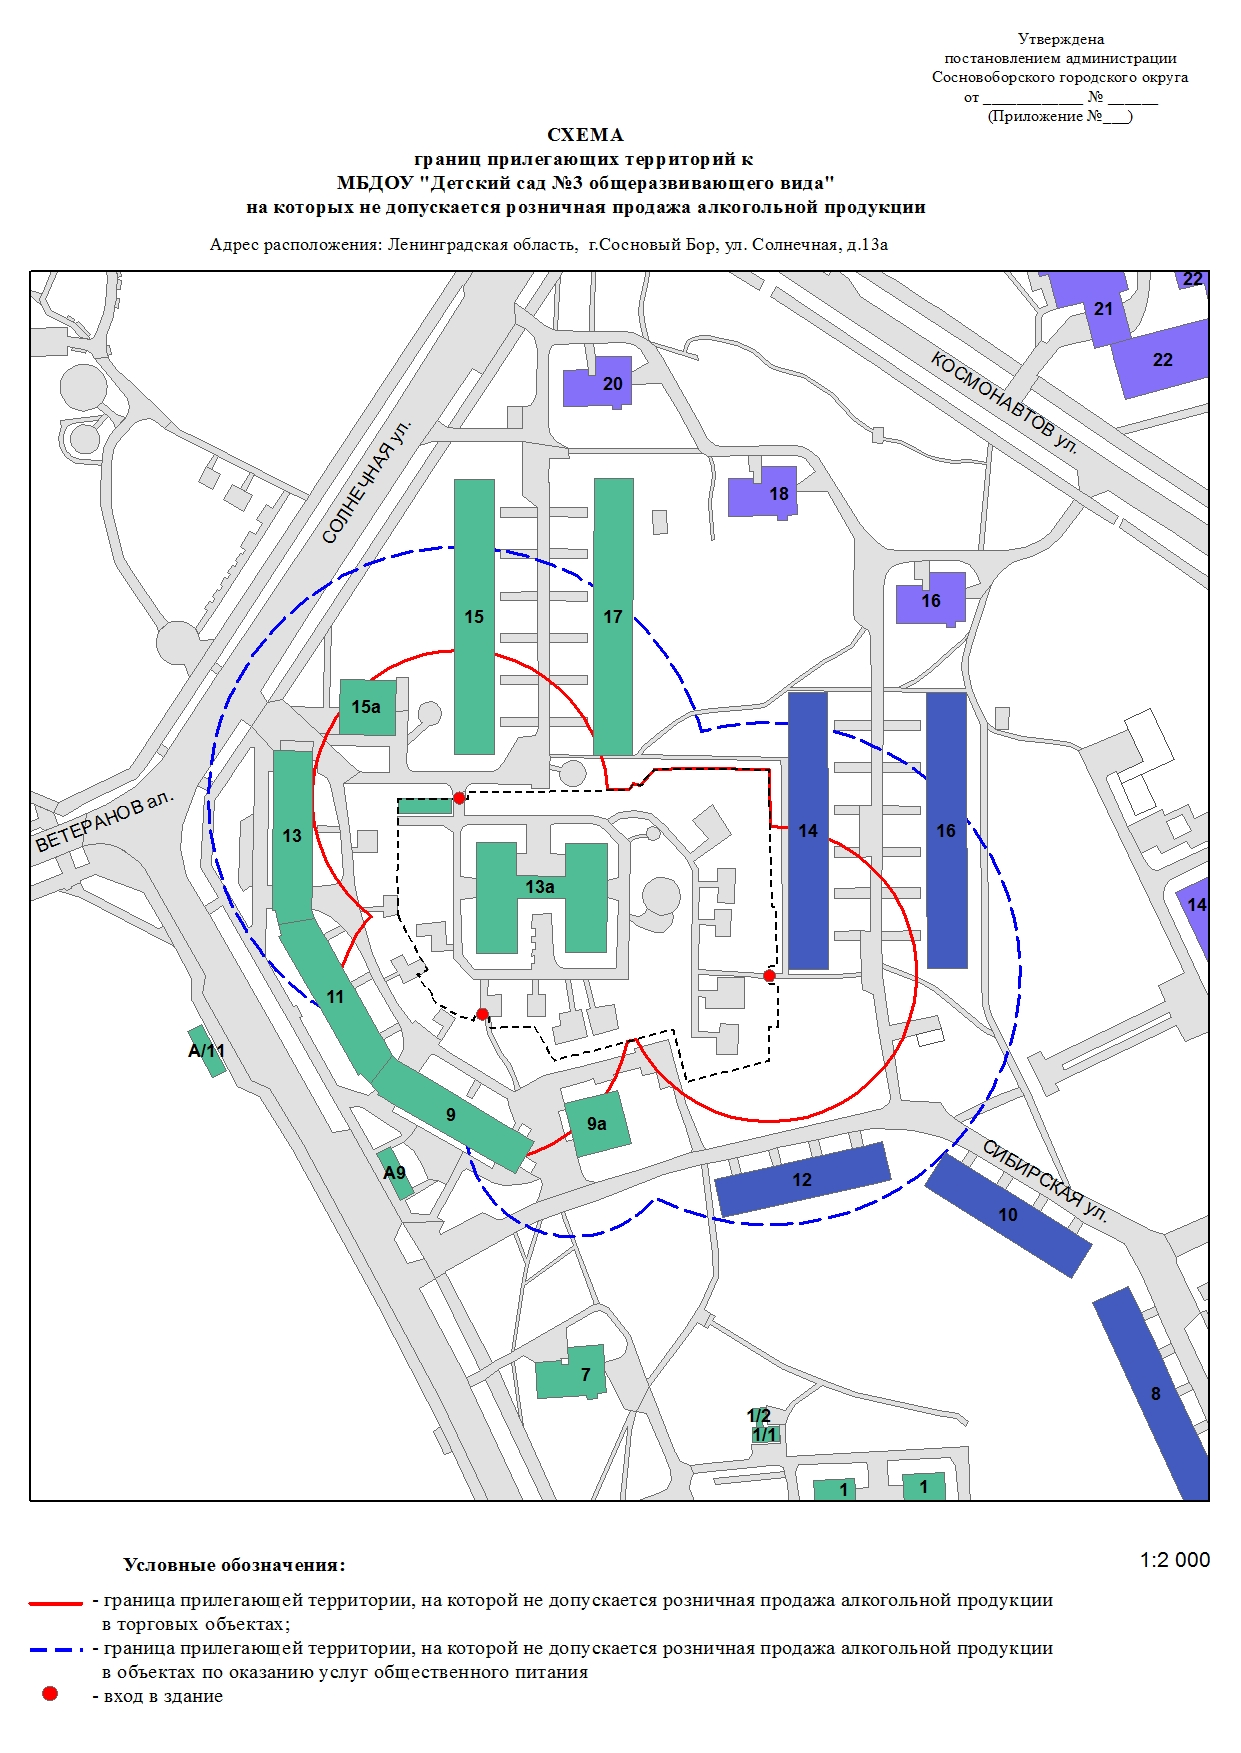 Утверждена
постановлением администрации
Сосновоборского городского округа
от ____________ № ______
(Приложение №___)
СХЕМА
границ прилегающих территорий к
МБДОУ "Детский сад №3 общеразвивающего вида"
на которых не допускается розничная продажа алкогольной продукции
Адрес расположения: Ленинградская область, г.Сосновый Бор, ул. Солнечная, д.13а
22
21
22
КОСМОНАВТОВ ул.
20
СОЛНЕЧНАЯ ул.
18
16
15
17
15а
ВЕТЕРАНОВ ал.
13
14
16
13а
14
11
А/11
9
9а
А9
12
10
СИБИРСКАЯ ул.
7
8
1/2
1/1
1
1
Условные обозначения:
1:2 000
- граница прилегающей территории, на которой не допускается розничная продажа алкогольной продукции
в торговых объектах;
- граница прилегающей территории, на которой не допускается розничная продажа алкогольной продукции
в объектах по оказанию услуг общественного питания
- вход в здание